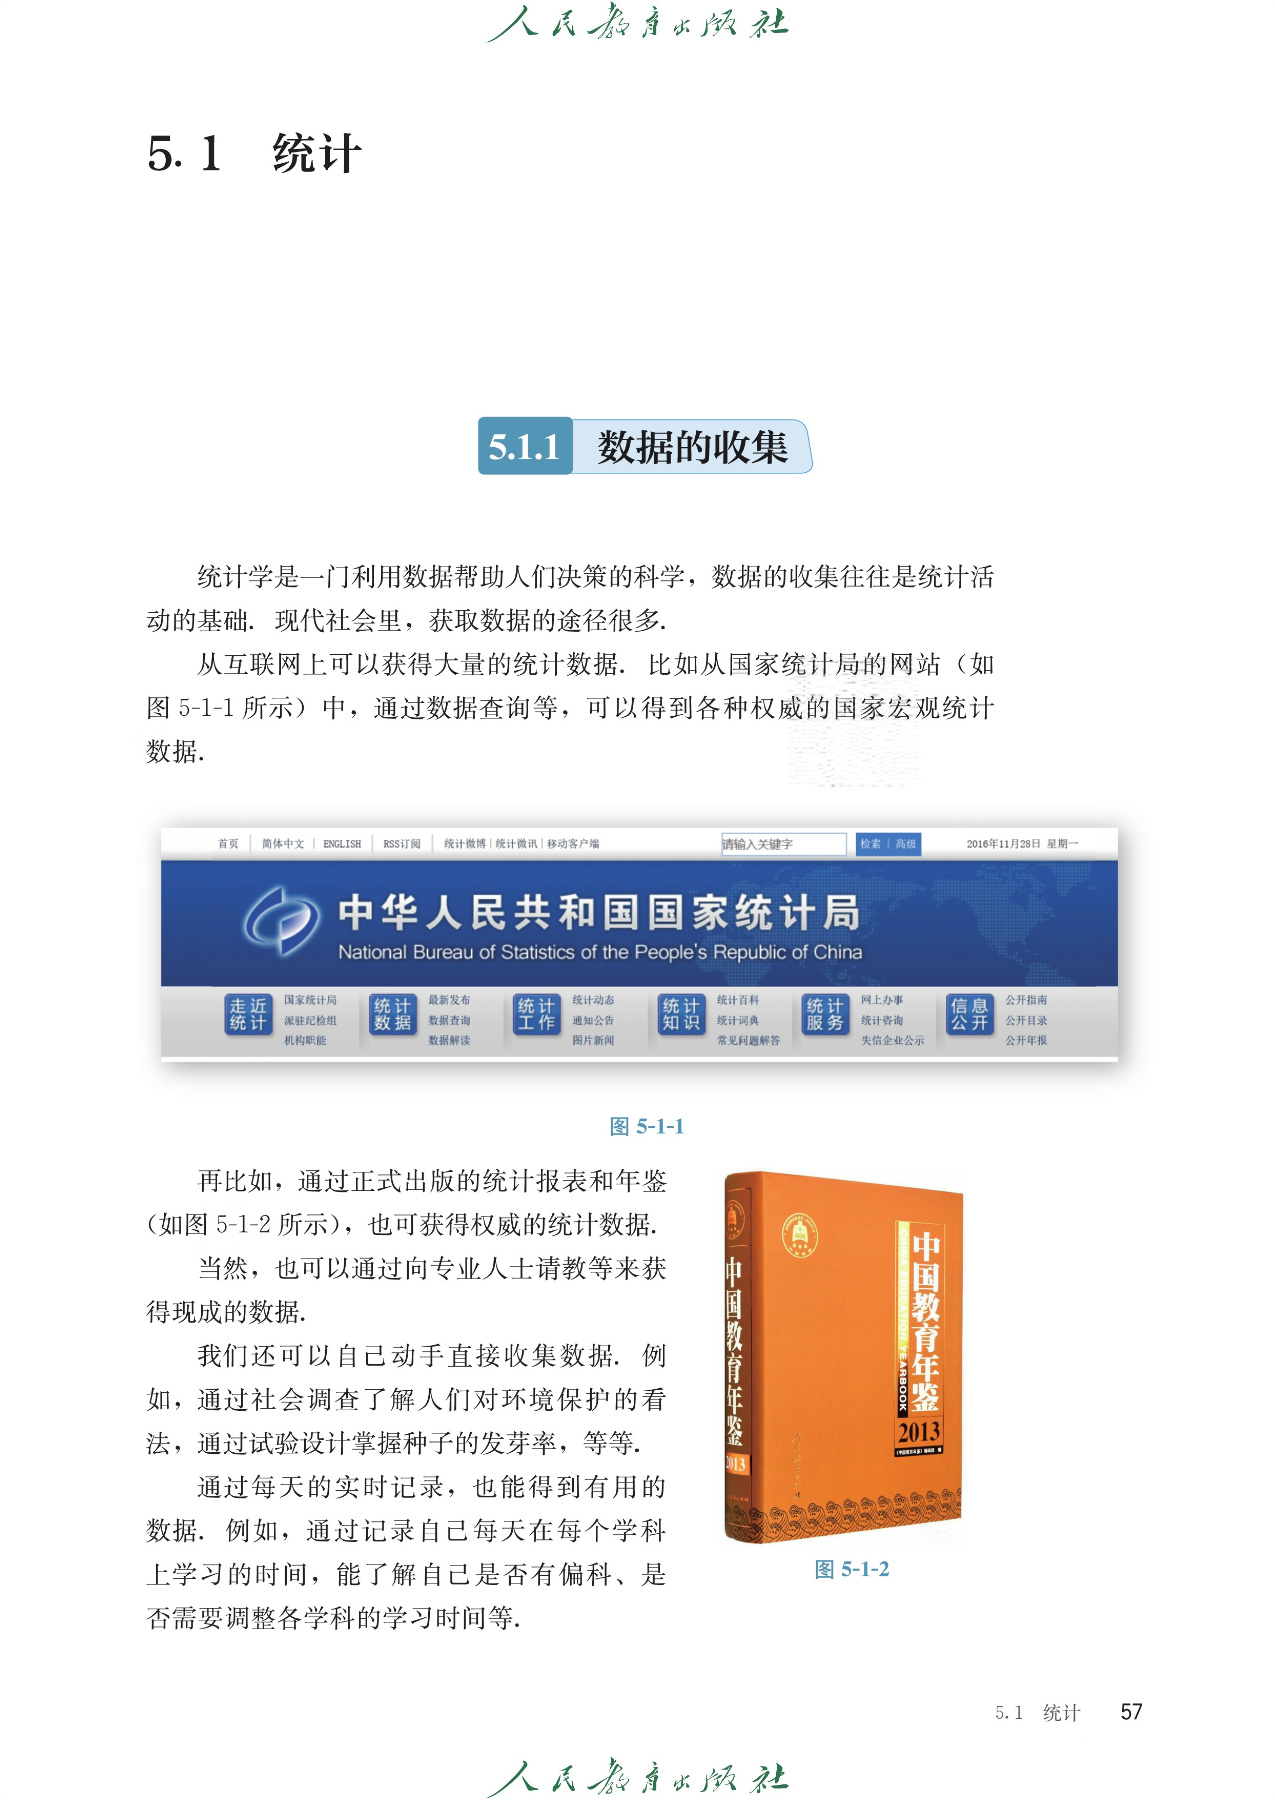 人民教育出版社
5.1 统计
5.1.1 数据的收集
统计学是一门利用数据帮助人们决策的科学，数据的收集往往是统计活
动的基础．现代社会里，获取数据的途径很多．
从互联网上可以获得大量的统计数据．比如从国家统计局的网站（如
图 5-1-1 所示）中，通过数据查询等，可以得到各种权威的国家宏观统计
数据．
首页 | 简体中文 | ENGLISH | RSS订阅 | 统计微博 | 统计微讯 | 移动客户端 请输入关键字 检索 | 高级 2016年11月28日 星期一
中华人民共和国国家统计局
National Bureau of Statistics of the People's Republic of China
走近统计 国家统计局 派驻纪检组 机构职能
统计数据 最新发布 数据查询 数据解读
统计工作 统计动态 通知公告 图片新闻
统计知识 统计百科 统计词典 常见问题解答
统计服务 网上办事 统计咨询 失信企业公示
信息公开 公开指南 公开目录 公开年报
图 5-1-1
再比如，通过正式出版的统计报表和年鉴
（如图 5-1-2 所示），也可获得权威的统计数据．
当然，也可以通过向专业人士请教等来获
得现成的数据．
我们还可以自己动手直接收集数据．例
如，通过社会调查了解人们对环境保护的看
法，通过试验设计掌握种子的发芽率，等等．
通过每天的实时记录，也能得到有用的
数据．例如，通过记录自己每天在每个学科
上学习的时间，能了解自己是否有偏科、是
否需要调整各学科的学习时间等．
中国教育年鉴
2013
中国教育年鉴
CHINA EDUCATION YEARBOOK
2013
图 5-1-2
5.1 统计 57
人民教育出版社